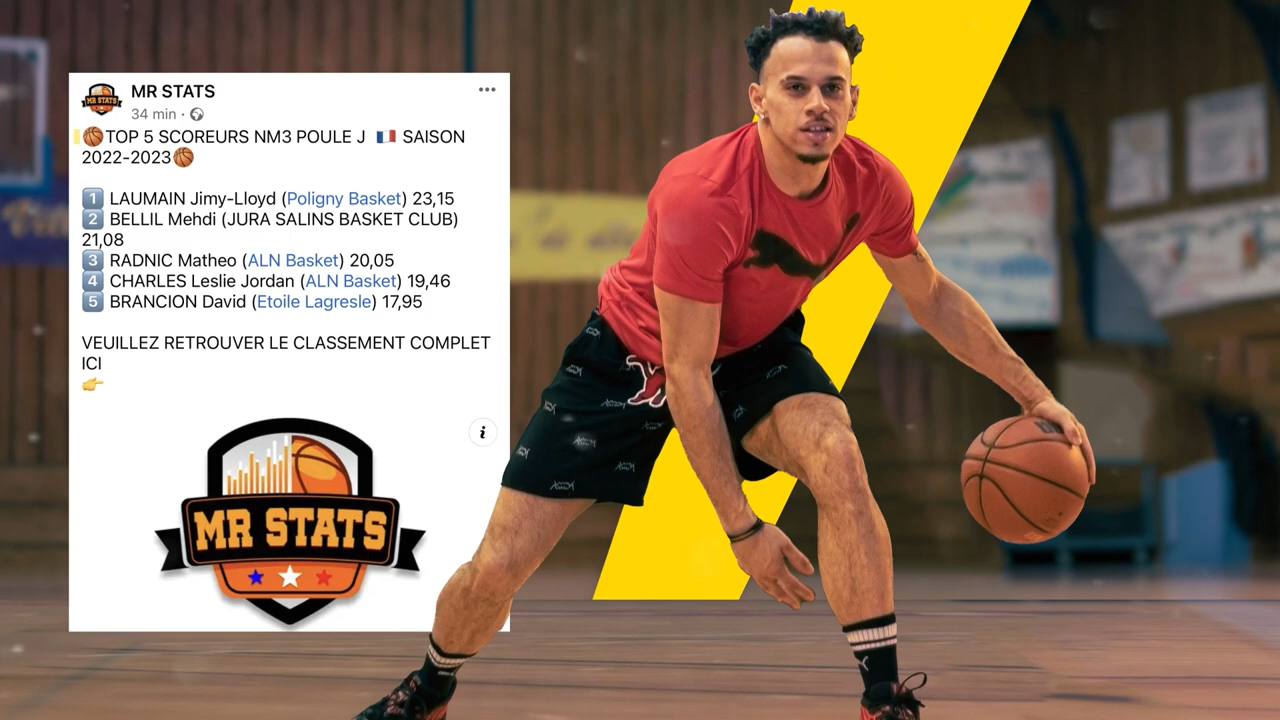 MR STATS
34 min ·
🏀TOP 5 SCOREURS NM3 POULE J 🇫🇷 SAISON
2022-2023🏀
1️⃣ LAUMAIN Jimy-Lloyd (Poligny Basket) 23,15
2️⃣ BELLIL Mehdi (JURA SALINS BASKET CLUB)
21,08
3️⃣ RADNIC Matheo (ALN Basket) 20,05
4️⃣ CHARLES Leslie Jordan (ALN Basket) 19,46
5️⃣ BRANCION David (Etoile Lagresle) 17,95
VEUILLEZ RETROUVER LE CLASSEMENT COMPLET
ICI
👉
MR STATS